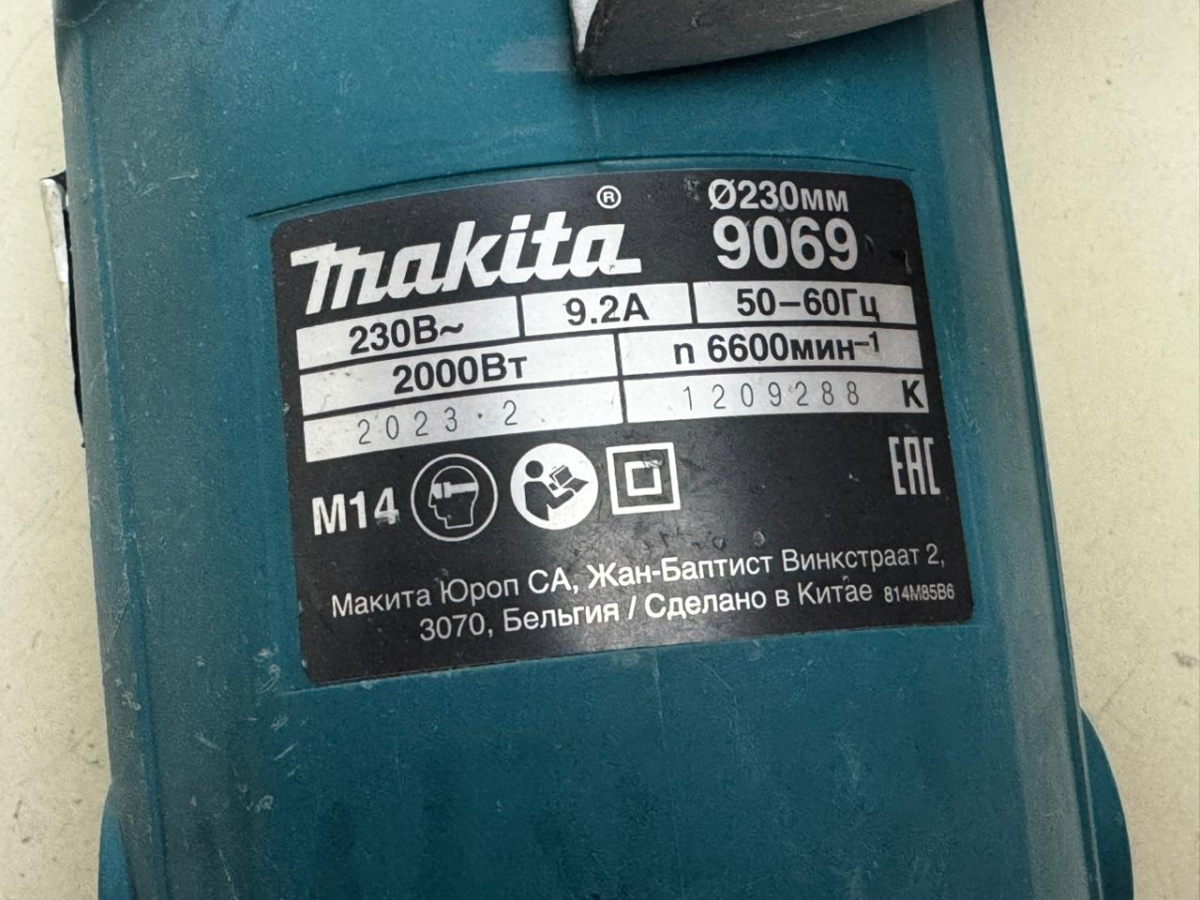 makita® Ø230мм
9069
230В~ 9.2А 50–60Гц
2000Вт n 6600мин⁻¹
2023.2 1209288 K
M14 EAC
Макита Юроп СА, Жан-Баптист Винкстраат 2,
3070, Бельгия / Сделано в Китае 814M85B6